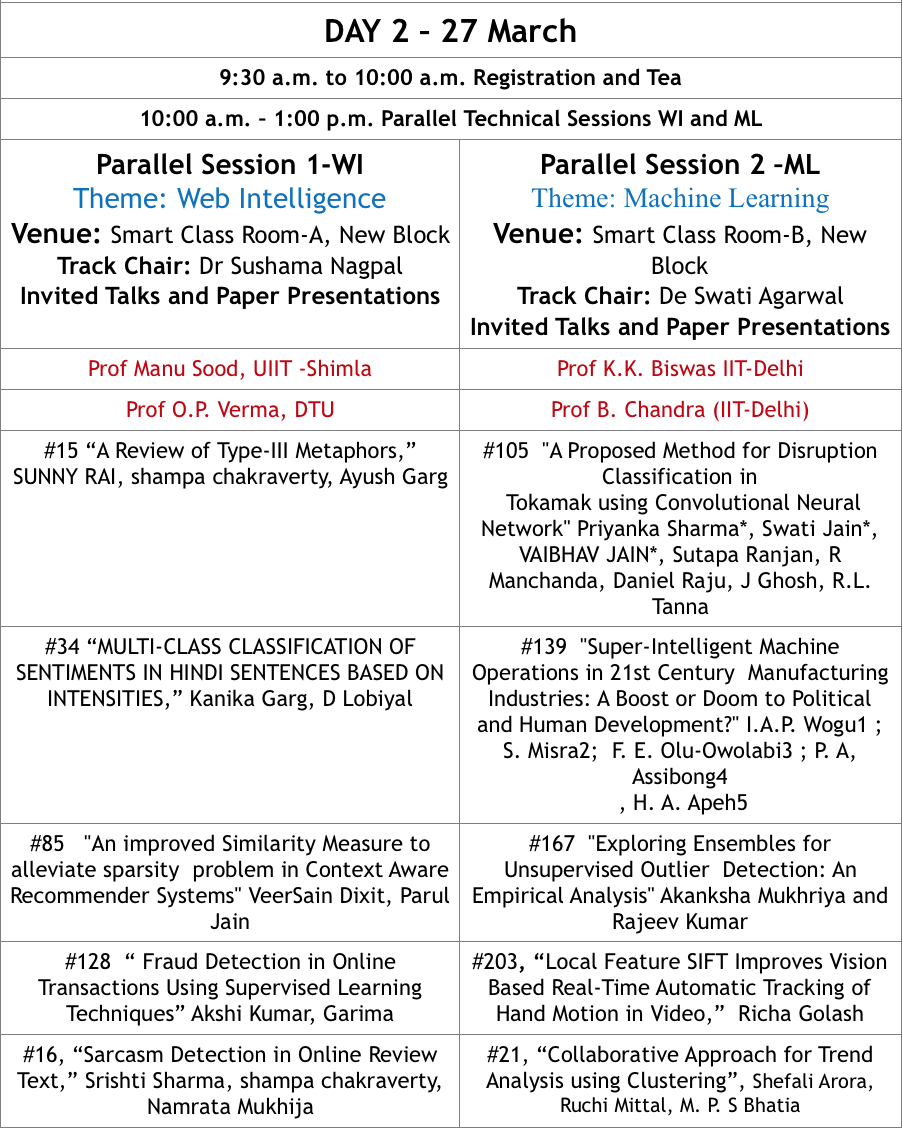 DAY 2 – 27 March
9:30 a.m. to 10:00 a.m. Registration and Tea
10:00 a.m. – 1:00 p.m. Parallel Technical Sessions WI and ML
Parallel Session 1-WI
Theme: Web Intelligence
Venue: Smart Class Room-A, New Block
Track Chair: Dr Sushama Nagpal
Invited Talks and Paper Presentations
Parallel Session 2 –ML
Theme: Machine Learning
Venue: Smart Class Room-B, New
Block
Track Chair: De Swati Agarwal
Invited Talks and Paper Presentations
Prof Manu Sood, UIIT -Shimla
Prof K.K. Biswas IIT-Delhi
Prof O.P. Verma, DTU
Prof B. Chandra (IIT-Delhi)
#15 “A Review of Type-III Metaphors,”
SUNNY RAI, shampa chakraverty, Ayush Garg
#105 "A Proposed Method for Disruption
Classification in
Tokamak using Convolutional Neural
Network" Priyanka Sharma*, Swati Jain*,
VAIBHAV JAIN*, Sutapa Ranjan, R
Manchanda, Daniel Raju, J Ghosh, R.L.
Tanna
#34 “MULTI-CLASS CLASSIFICATION OF
SENTIMENTS IN HINDI SENTENCES BASED ON
INTENSITIES,” Kanika Garg, D Lobiyal
#139 "Super-Intelligent Machine
Operations in 21st Century Manufacturing
Industries: A Boost or Doom to Political
and Human Development?" I.A.P. Wogu1 ;
S. Misra2; F. E. Olu-Owolabi3 ; P. A,
Assibong4
, H. A. Apeh5
#85 "An improved Similarity Measure to
alleviate sparsity problem in Context Aware
Recommender Systems" VeerSain Dixit, Parul
Jain
#167 "Exploring Ensembles for
Unsupervised Outlier Detection: An
Empirical Analysis" Akanksha Mukhriya and
Rajeev Kumar
#128 “ Fraud Detection in Online
Transactions Using Supervised Learning
Techniques” Akshi Kumar, Garima
#203, “Local Feature SIFT Improves Vision
Based Real-Time Automatic Tracking of
Hand Motion in Video,” Richa Golash
#16, “Sarcasm Detection in Online Review
Text,” Srishti Sharma, shampa chakraverty,
Namrata Mukhija
#21, “Collaborative Approach for Trend
Analysis using Clustering”, Shefali Arora,
Ruchi Mittal, M. P. S Bhatia